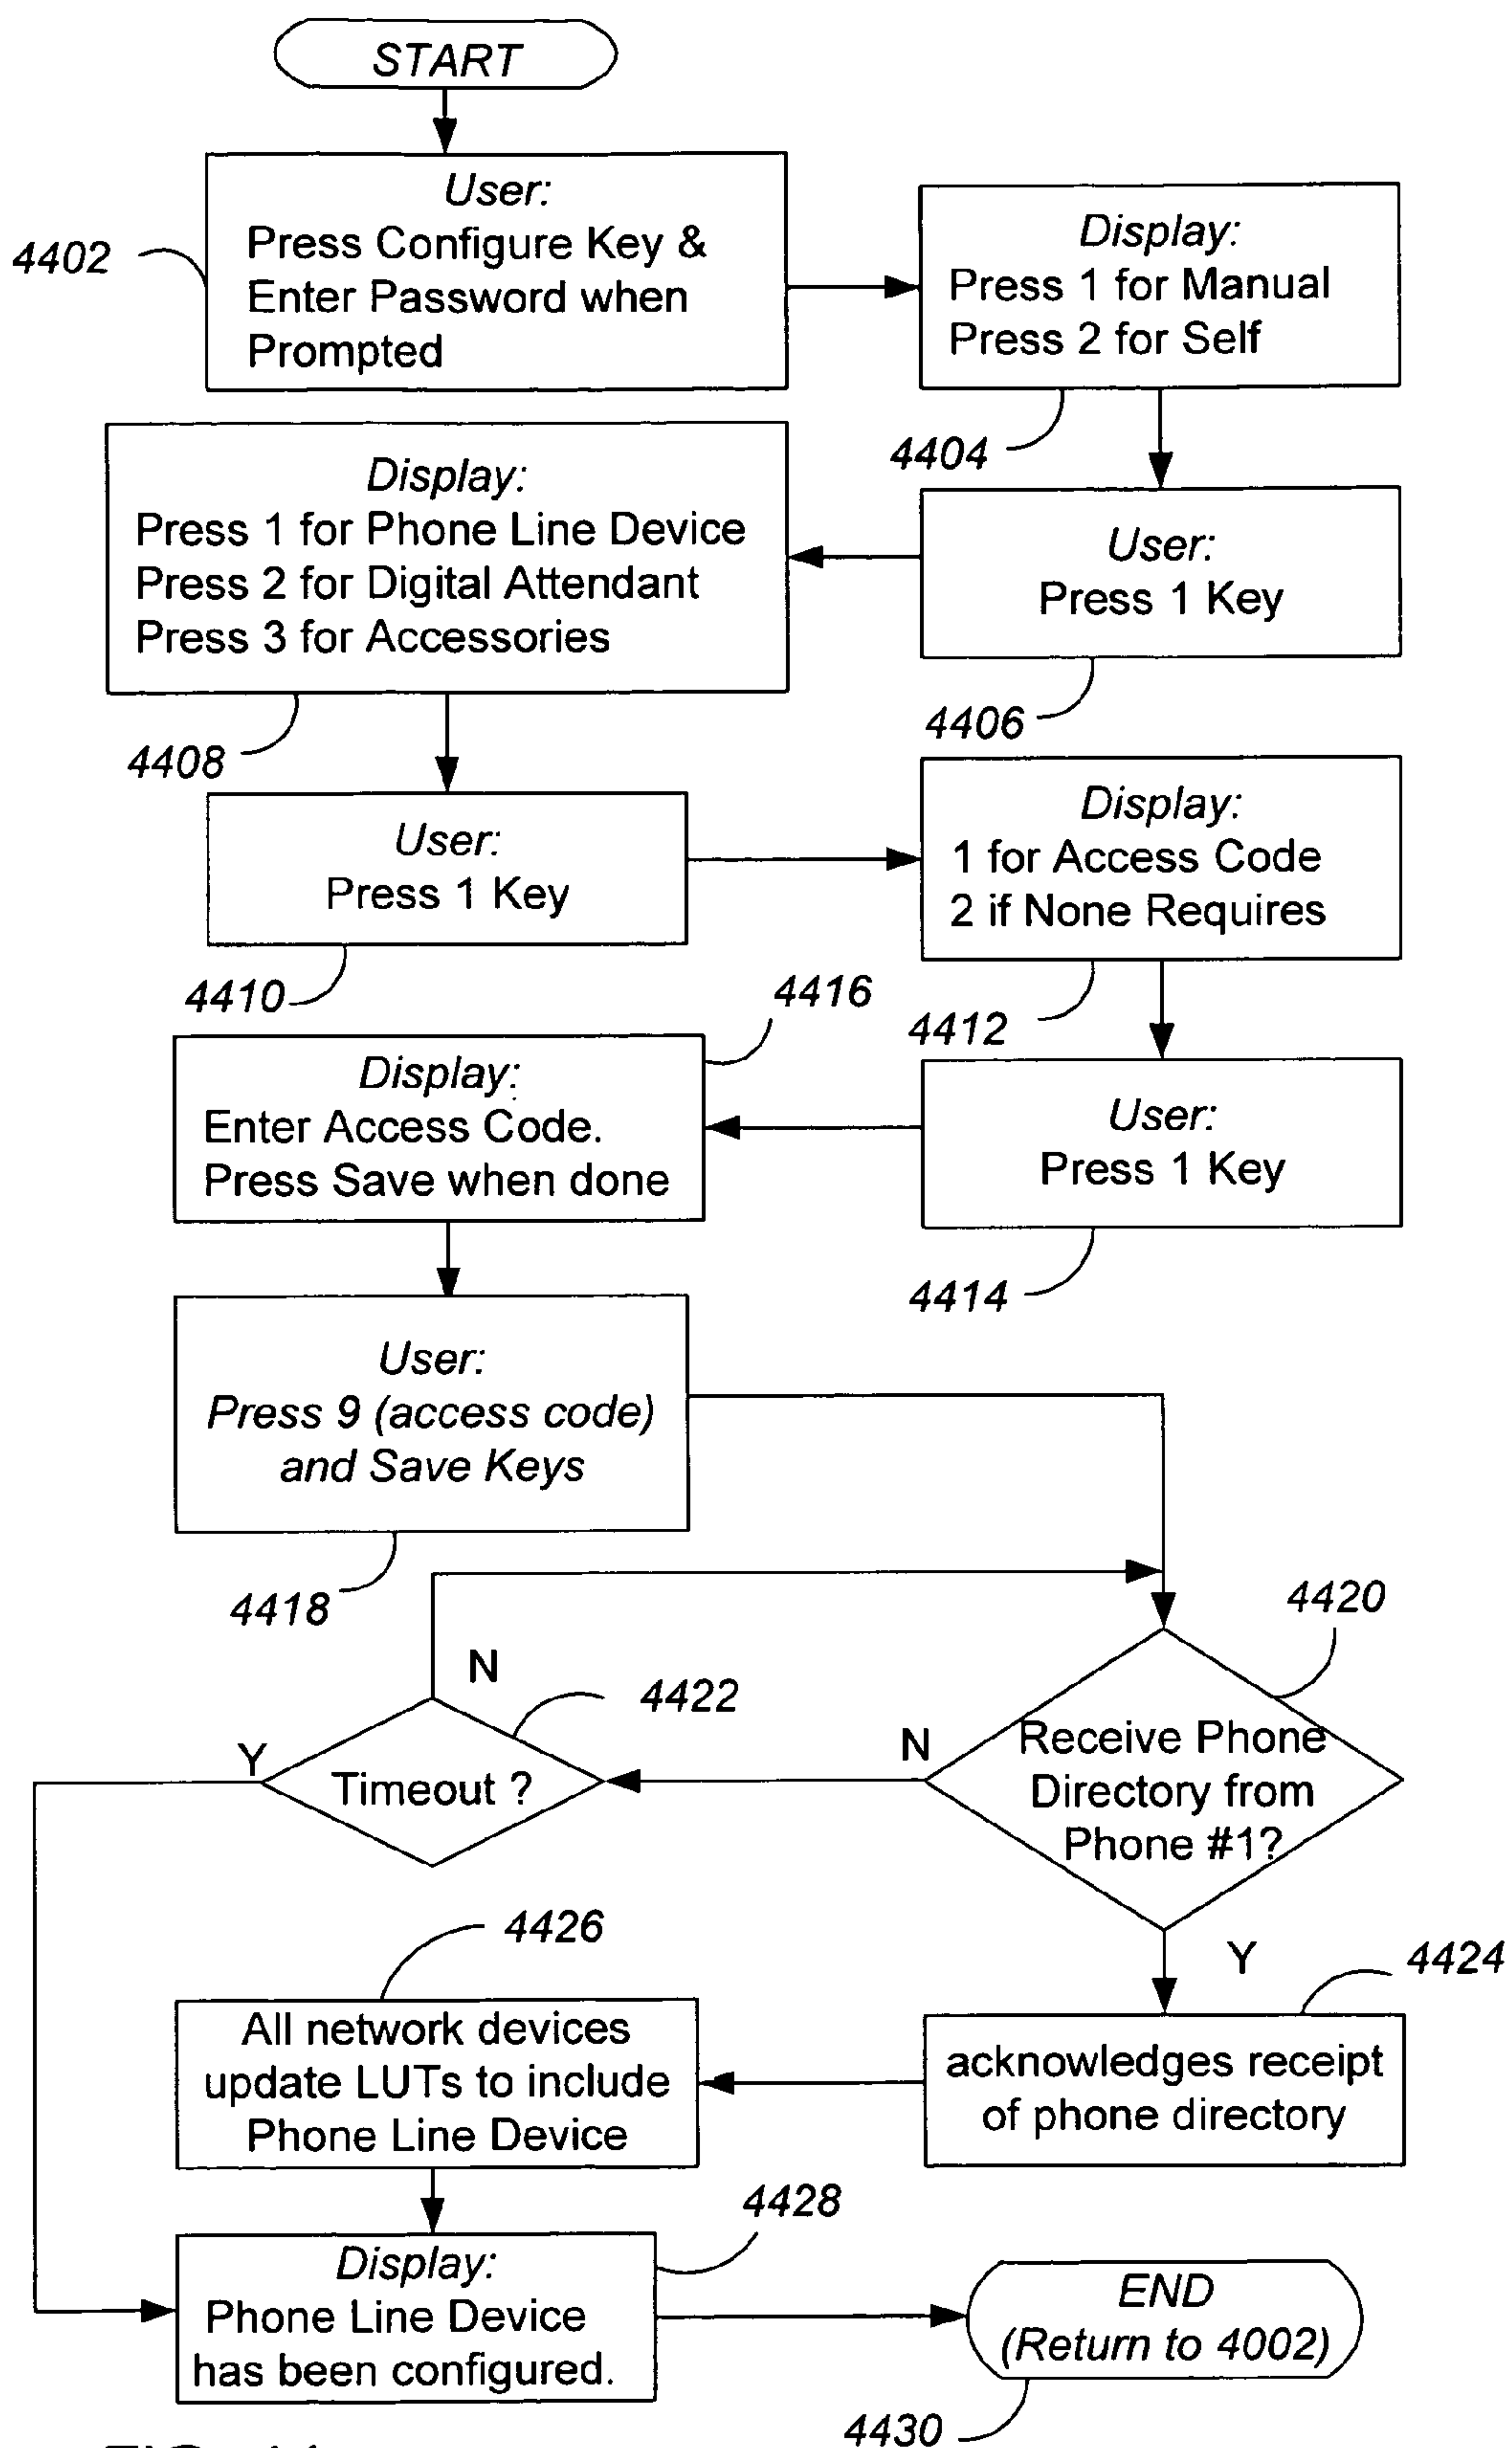 START
User:
Press Configure Key &
Enter Password when
Prompted
4402
Display:
Press 1 for Manual
Press 2 for Self
4404
User:
Press 1 Key
4406
Display:
Press 1 for Phone Line Device
Press 2 for Digital Attendant
Press 3 for Accessories
4408
User:
Press 1 Key
4410
Display:
1 for Access Code
2 if None Requires
4412
User:
Press 1 Key
4414
4416
Display:
Enter Access Code.
Press Save when done
User:
Press 9 (access code)
and Save Keys
4418
4420
Receive Phone
Directory from
Phone #1?
N
Y
4422
Timeout ?
N
Y
4424
acknowledges receipt
of phone directory
4426
All network devices
update LUTs to include
Phone Line Device
4428
Display:
Phone Line Device
has been configured.
END
(Return to 4002)
4430